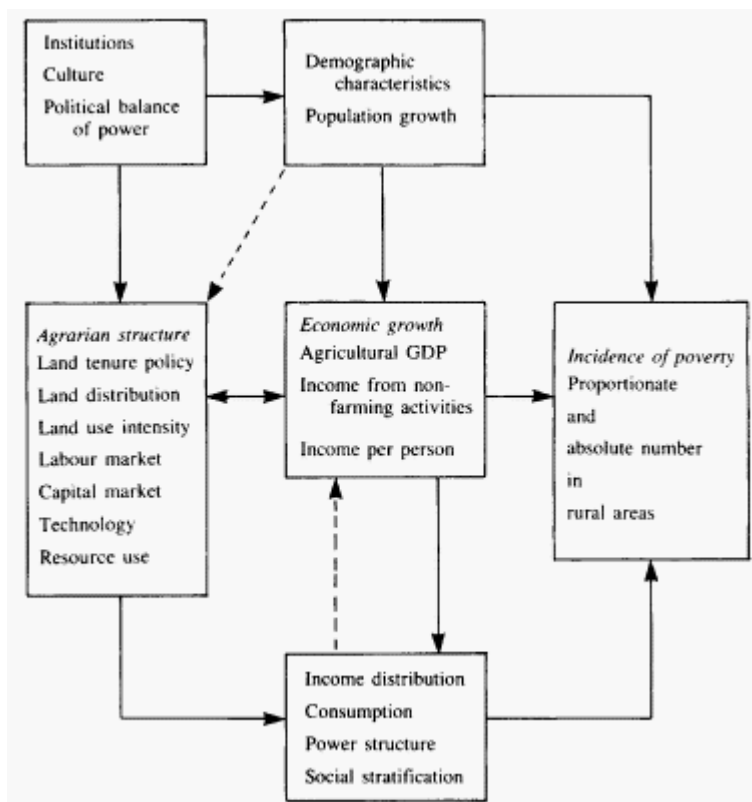 Institutions
Culture
Political balance
of power
Demographic
characteristics
Population growth
Agrarian structure
Land tenure policy
Land distribution
Land use intensity
Labour market
Capital market
Technology
Resource use
Economic growth
Agricultural GDP
Income from non-
farming activities
Income per person
Incidence of poverty
Proportionate
and
absolute number
in
rural areas
Income distribution
Consumption
Power structure
Social stratification